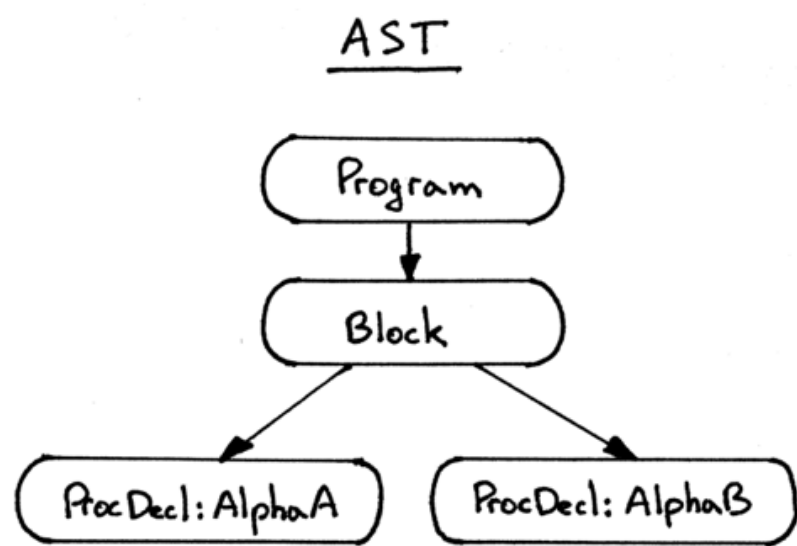 AST
Program
Block
ProcDecl: AlphaA
ProcDecl: AlphaB